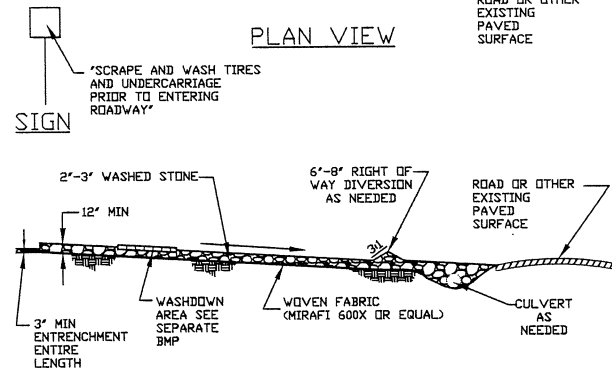 ROAD OR OTHER
EXISTING
PAVED
SURFACE
PLAN VIEW
"SCRAPE AND WASH TIRES
AND UNDERCARRIAGE
PRIOR TO ENTERING
ROADWAY"
SIGN
2"-3" WASHED STONE
6"-8" RIGHT OF
WAY DIVERSION
AS NEEDED
ROAD OR OTHER
EXISTING
PAVED
SURFACE
12" MIN
3:1
3" MIN
ENTRENCHMENT
ENTIRE
LENGTH
WASHDOWN
AREA SEE
SEPARATE
BMP
WOVEN FABRIC
(MIRAFI 600X OR EQUAL)
CULVERT
AS
NEEDED